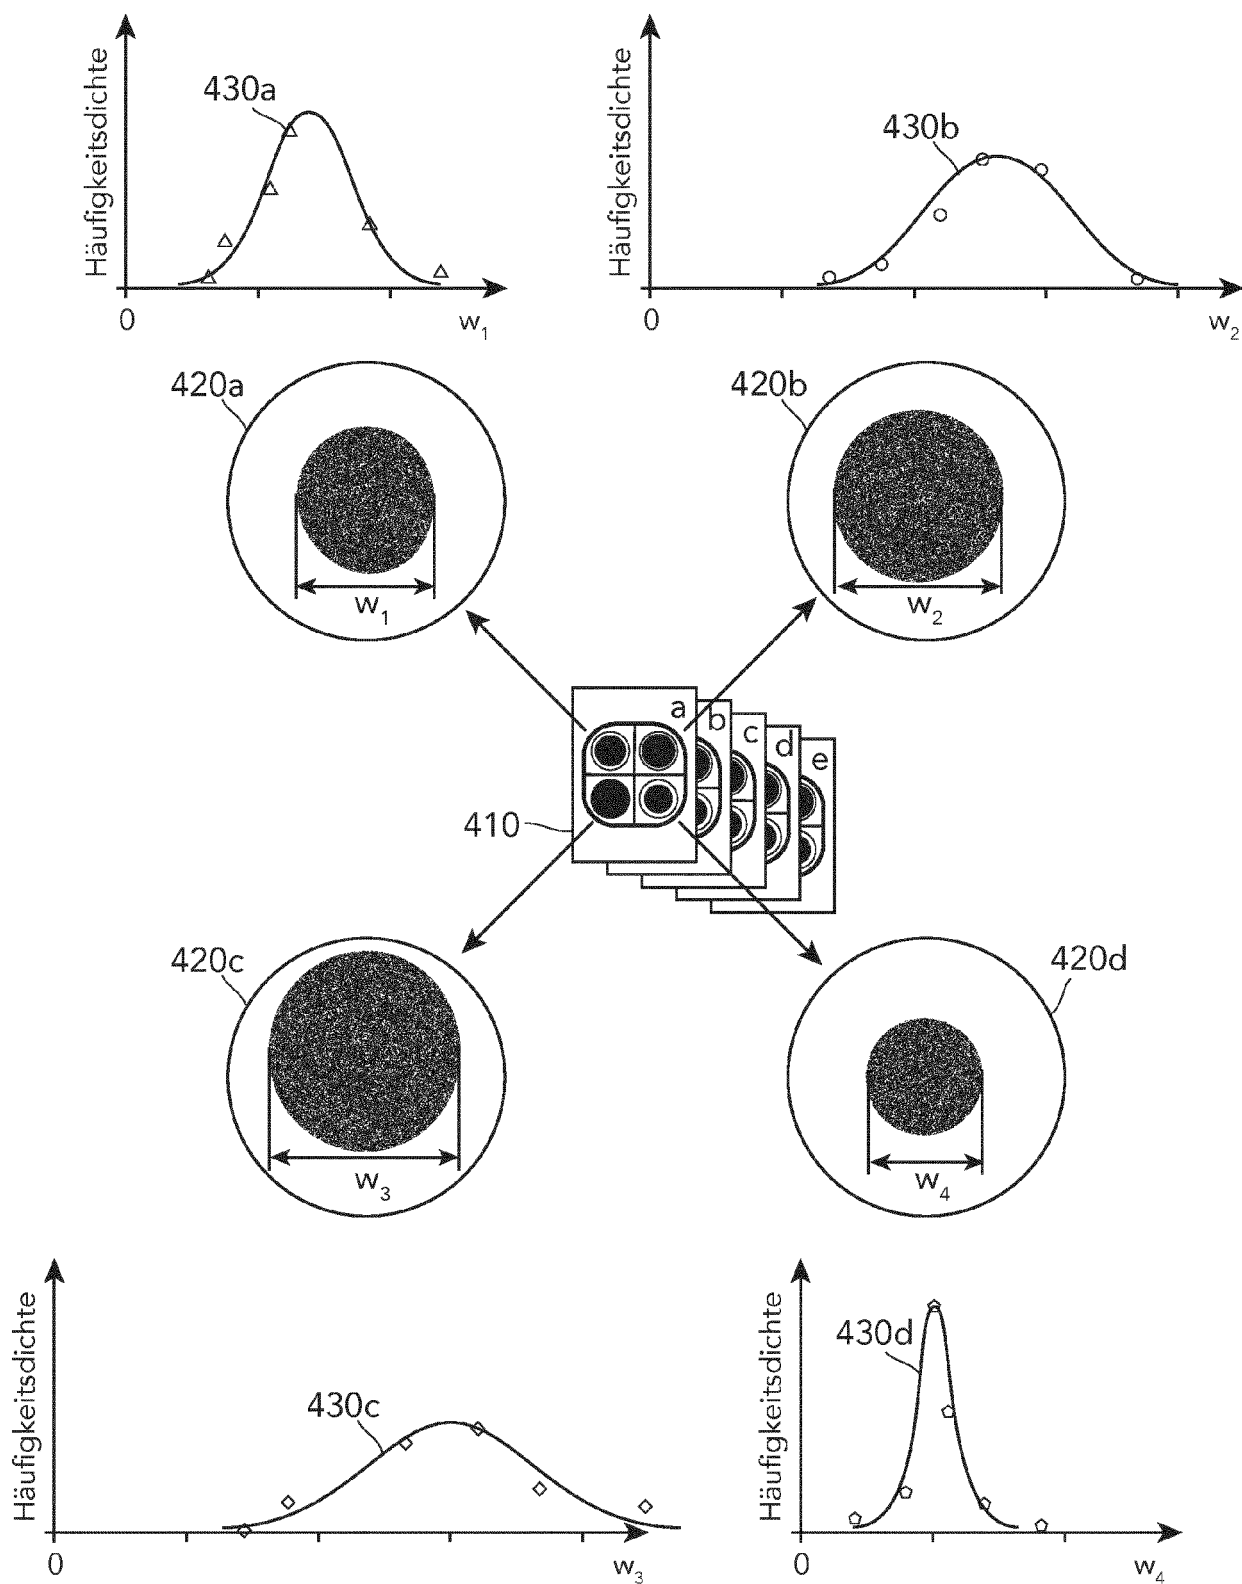 Häufigkeitsdichte
430a
0
w₁
Häufigkeitsdichte
430b
0
w₂
420a
w₁
420b
w₂
a
b
c
d
e
410
420c
w₃
420d
w₄
Häufigkeitsdichte
430c
0
w₃
Häufigkeitsdichte
430d
0
w₄